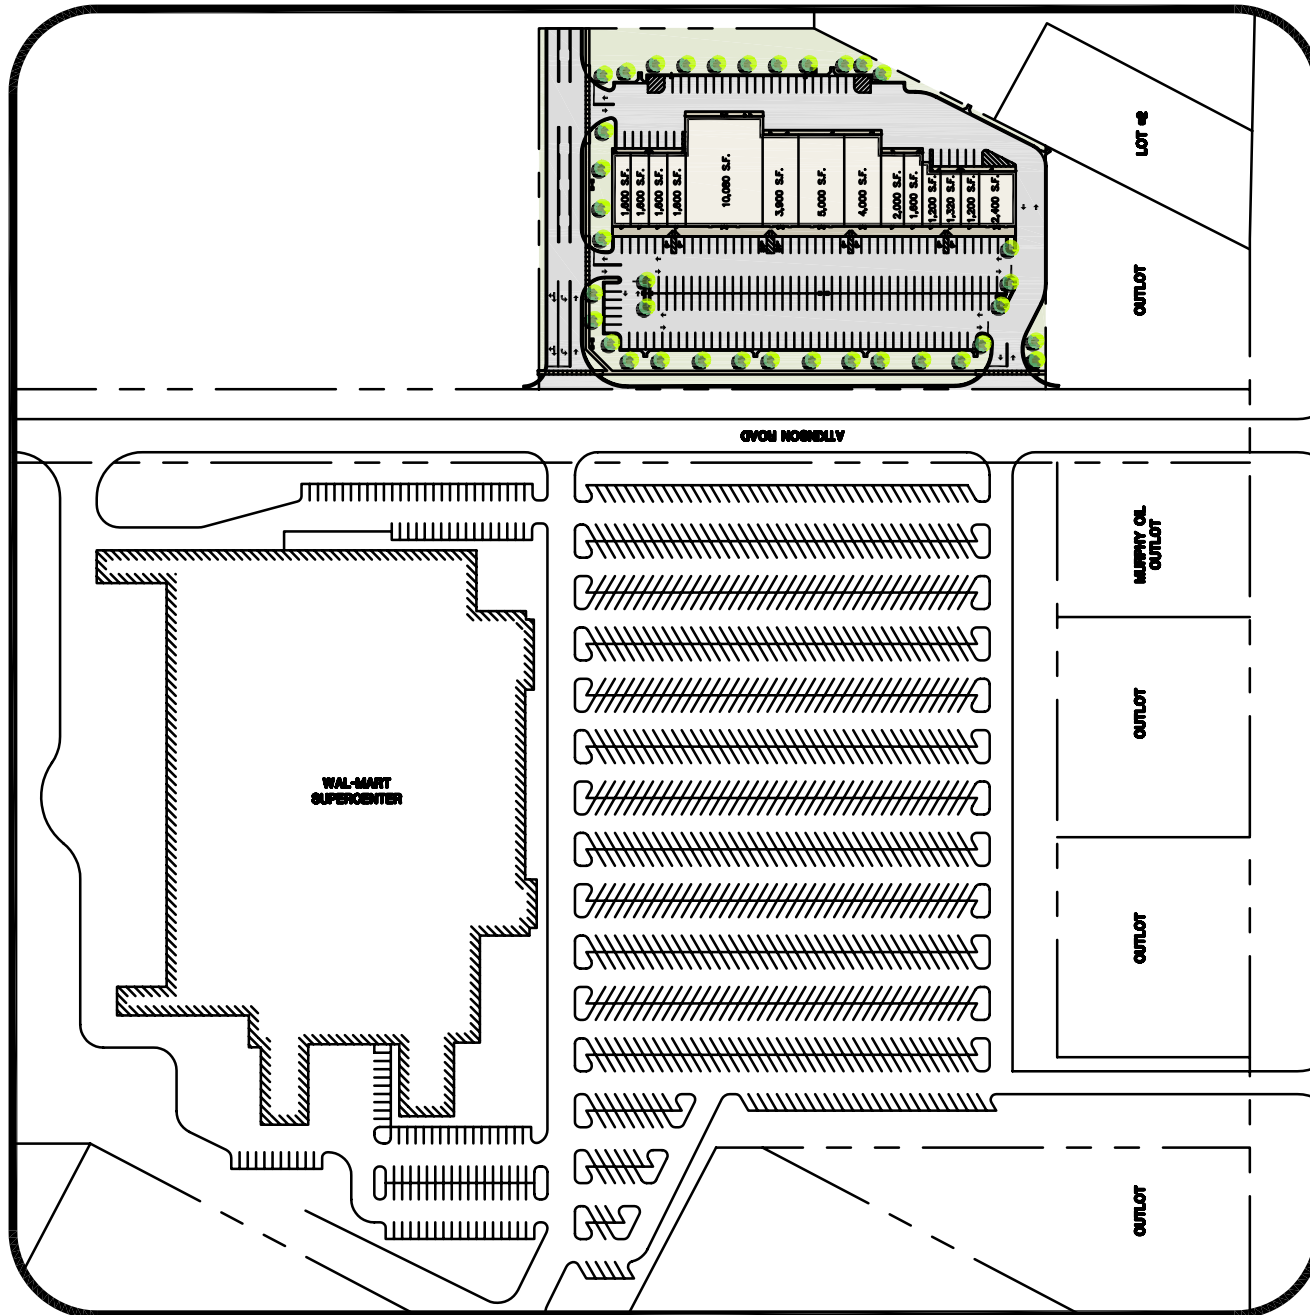 LOT #2
1,600 S.F.
1,600 S.F.
1,600 S.F.
1,600 S.F.
10,080 S.F.
3,900 S.F.
5,000 S.F.
4,000 S.F.
2,000 S.F.
1,600 S.F.
1,200 S.F.
1,320 S.F.
1,200 S.F.
2,400 S.F.
OUTLOT
ATKINSON ROAD
MURPHY OIL
OUTLOT
OUTLOT
WAL-MART
SUPERCENTER
OUTLOT
OUTLOT